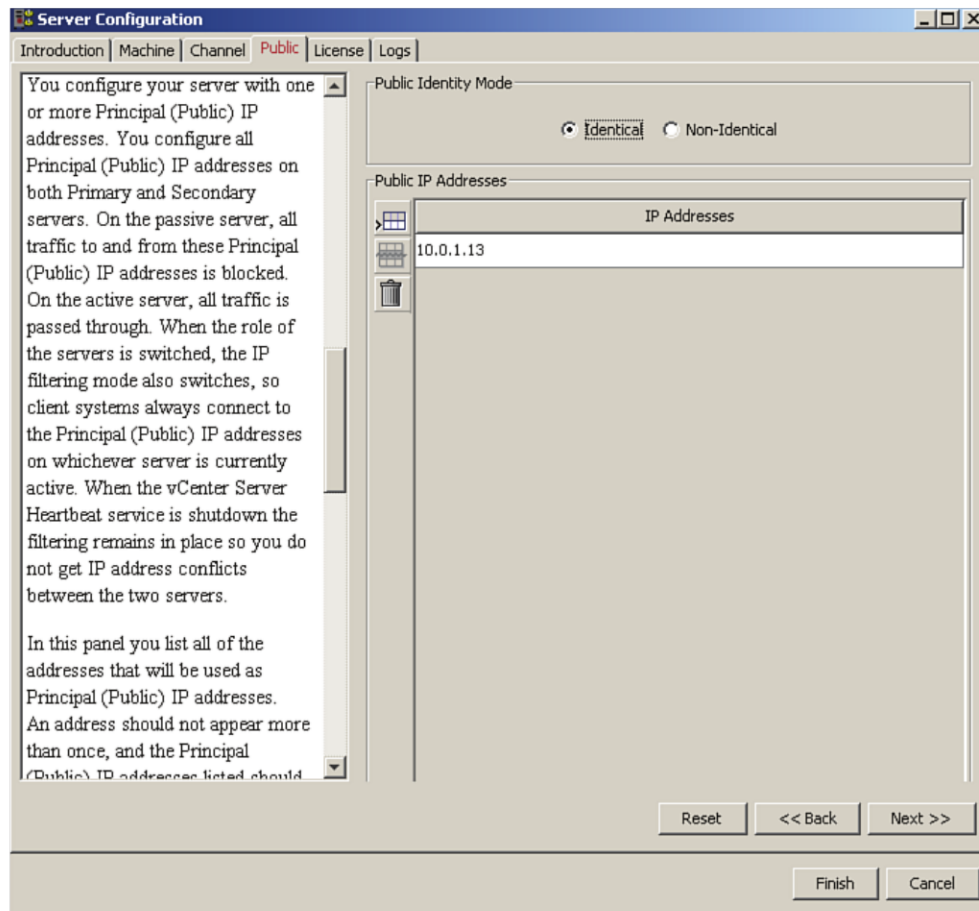 Server Configuration
Introduction Machine Channel Public License Logs
You configure your server with one
or more Principal (Public) IP
addresses. You configure all
Principal (Public) IP addresses on
both Primary and Secondary
servers. On the passive server, all
traffic to and from these Principal
(Public) IP addresses is blocked.
On the active server, all traffic is
passed through. When the role of
the servers is switched, the IP
filtering mode also switches, so
client systems always connect to
the Principal (Public) IP addresses
on whichever server is currently
active. When the vCenter Server
Heartbeat service is shutdown the
filtering remains in place so you do
not get IP address conflicts
between the two servers.
In this panel you list all of the
addresses that will be used as
Principal (Public) IP addresses.
An address should not appear more
than once, and the Principal
(Public) IP addresses listed should
Public Identity Mode
Identical Non-Identical
Public IP Addresses
IP Addresses
10.0.1.13
Reset << Back Next >>
Finish Cancel